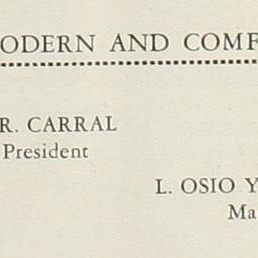 ODERN AND COMF
R. CARRAL
President
L. OSIO Y
Ma